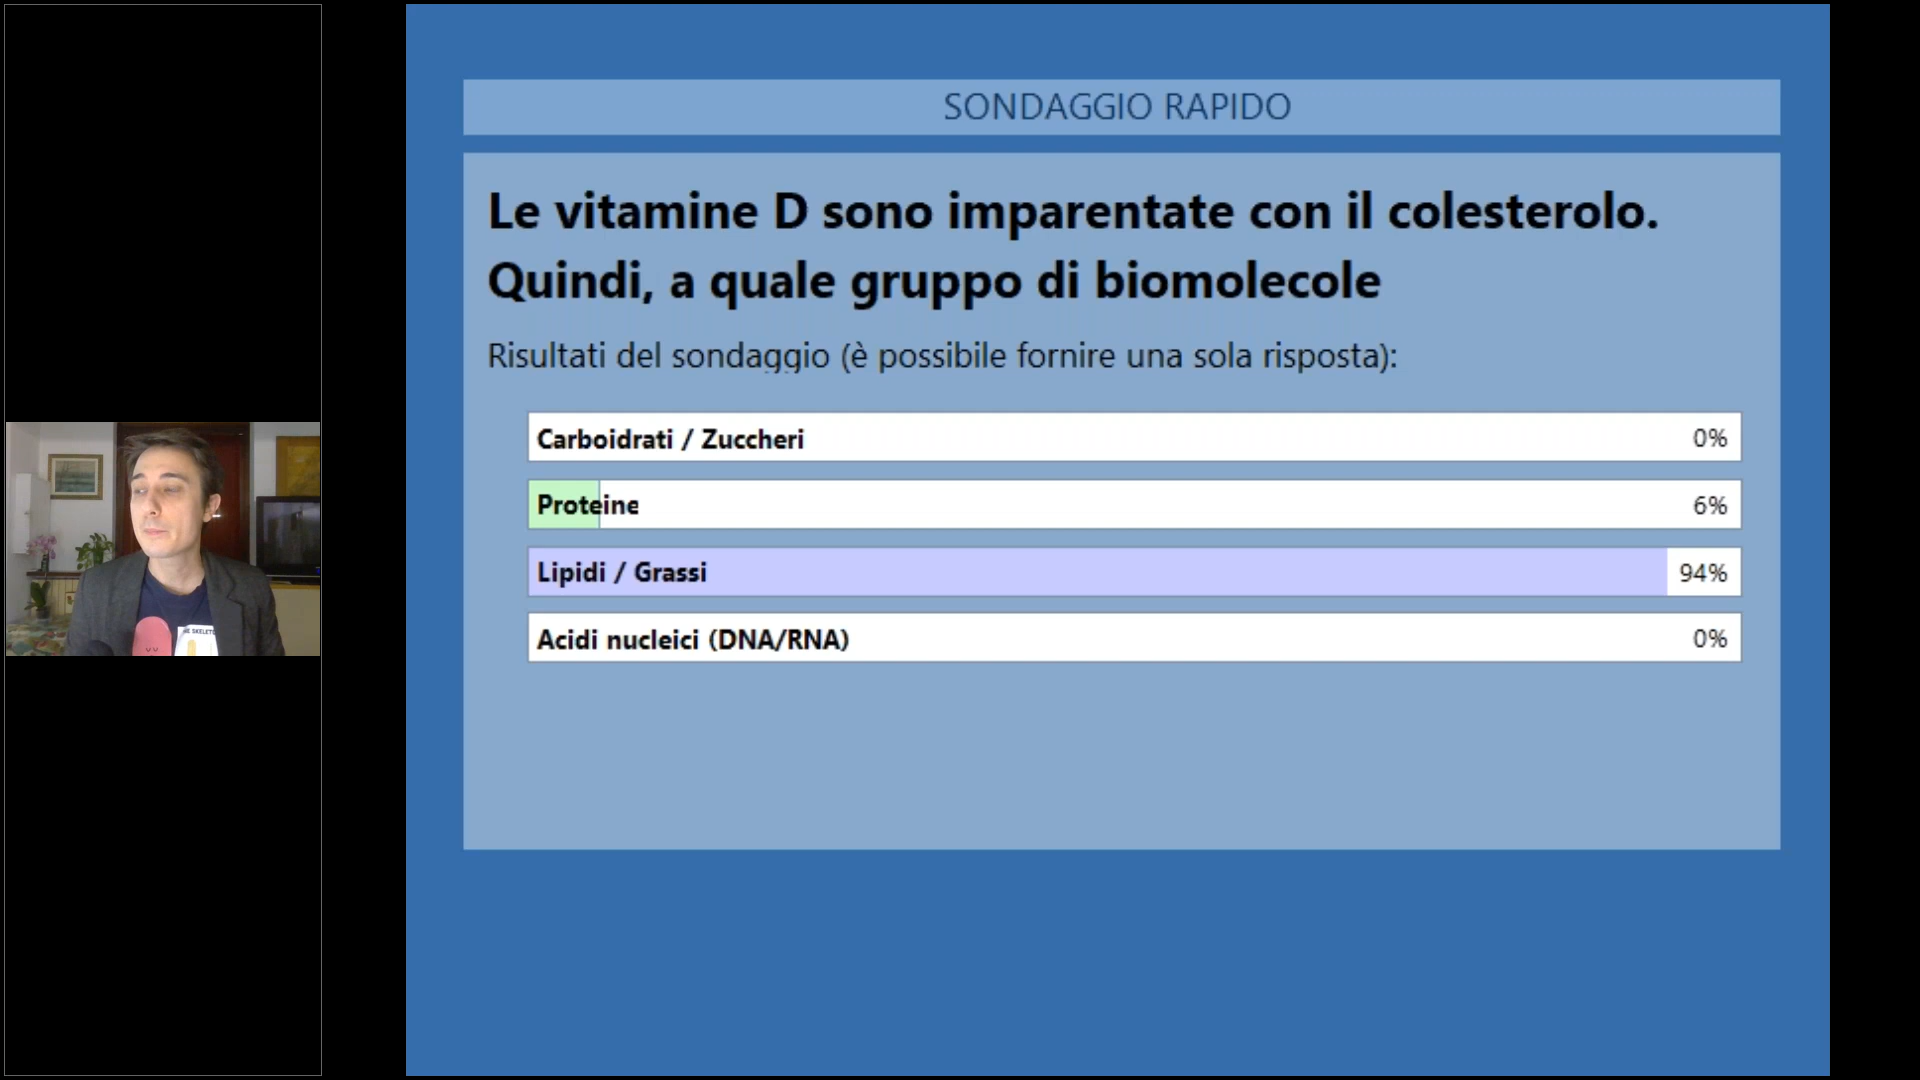 SONDAGGIO RAPIDO
Le vitamine D sono imparentate con il colesterolo.
Quindi, a quale gruppo di biomolecole
Risultati del sondaggio (è possibile fornire una sola risposta):
Carboidrati / Zuccheri 0%
Proteine 6%
Lipidi / Grassi 94%
Acidi nucleici (DNA/RNA) 0%